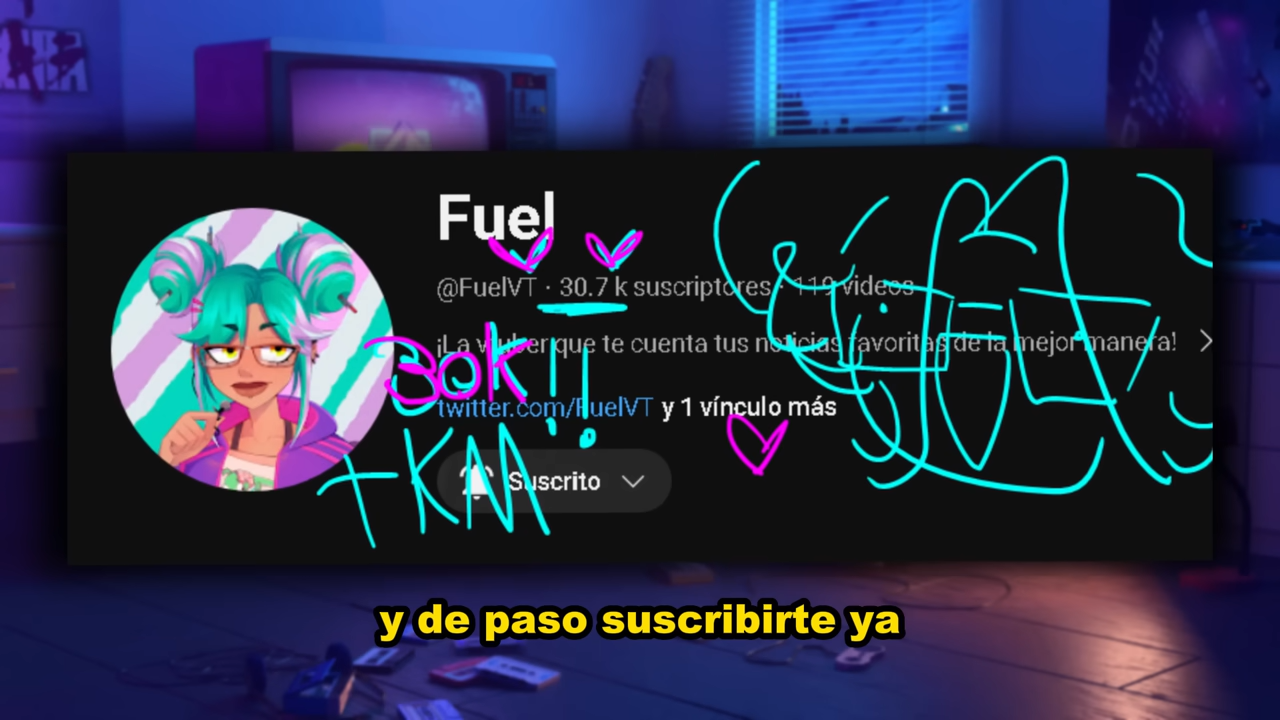 Fuel
@FuelVT · 30.7 k suscriptores · 119 videos
¡La vtuber que te cuenta tus noticias favoritas de la mejor manera!
30K!!
twitter.com/FuelVT y 1 vínculo más
+KM
Suscrito
y de paso suscribirte ya